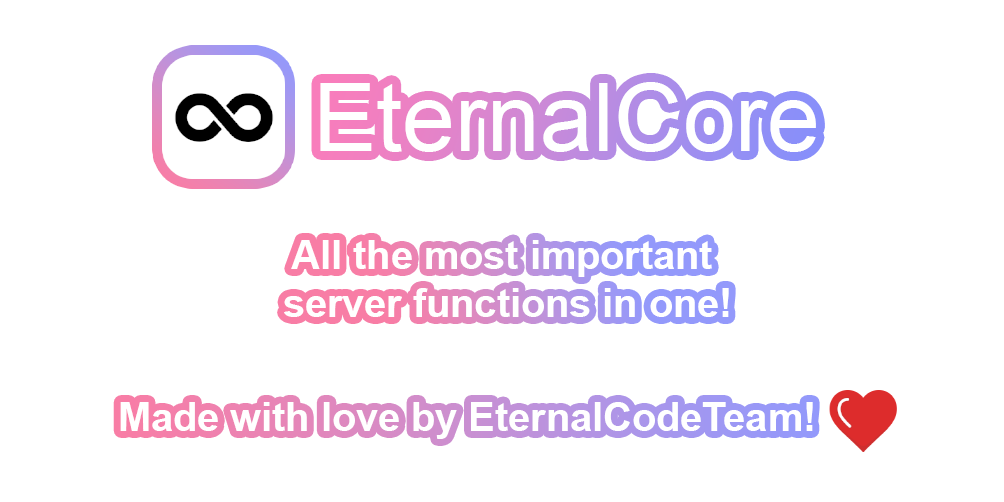 EternalCore
All the most important
server functions in one!
Made with love by EternalCodeTeam!